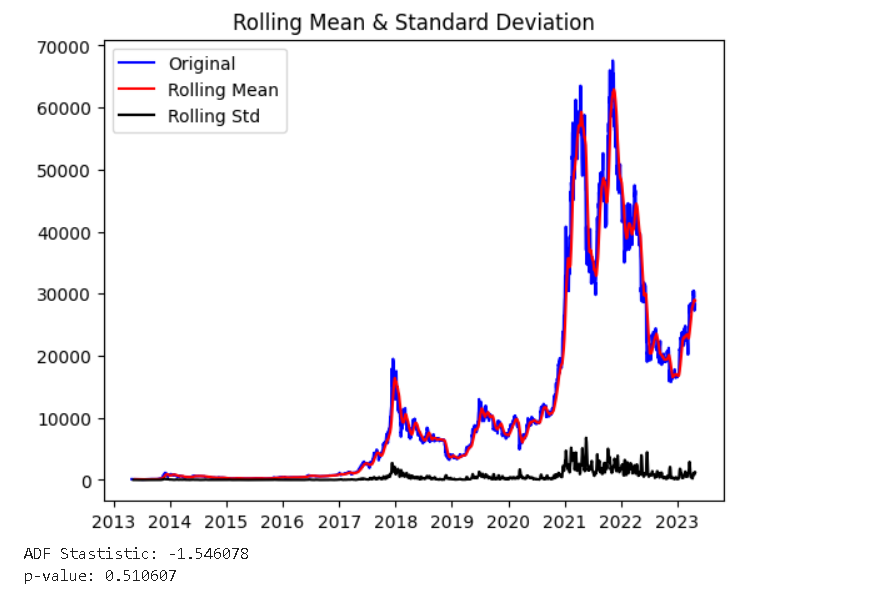 Rolling Mean & Standard Deviation
70000
60000
50000
40000
30000
20000
10000
0
Original
Rolling Mean
Rolling Std
2013 2014 2015 2016 2017 2018 2019 2020 2021 2022 2023
ADF Stastistic: -1.546078
p-value: 0.510607